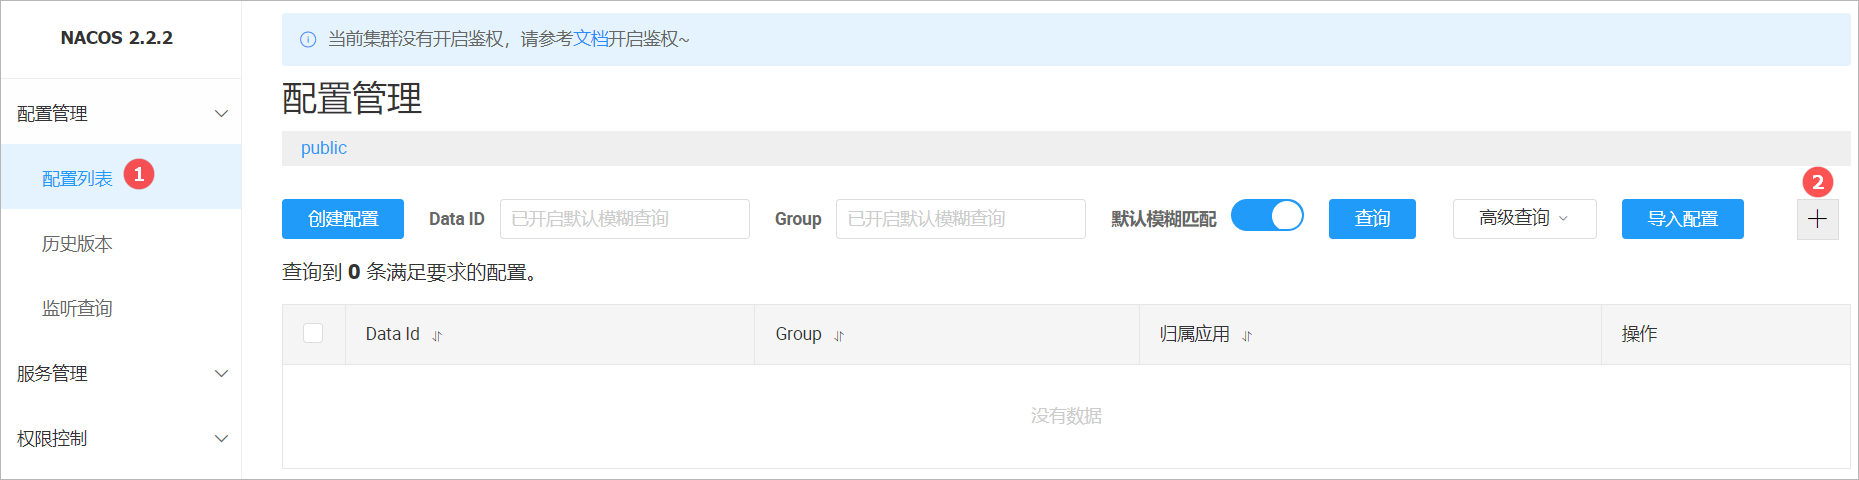 NACOS 2.2.2
配置管理
配置列表 1
历史版本
监听查询
服务管理
权限控制
当前集群没有开启鉴权，请参考文档开启鉴权~
配置管理
public
2
创建配置 Data ID 已开启默认模糊查询 Group 已开启默认模糊查询 默认模糊匹配 查询 高级查询 导入配置 +
查询到 0 条满足要求的配置。
Data Id Group 归属应用 操作
没有数据